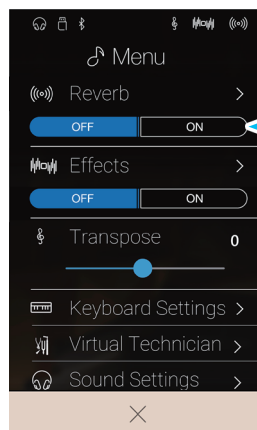 Menu
Reverb
OFF ON
Effects
OFF ON
Transpose 0
Keyboard Settings
Virtual Technician
Sound Settings